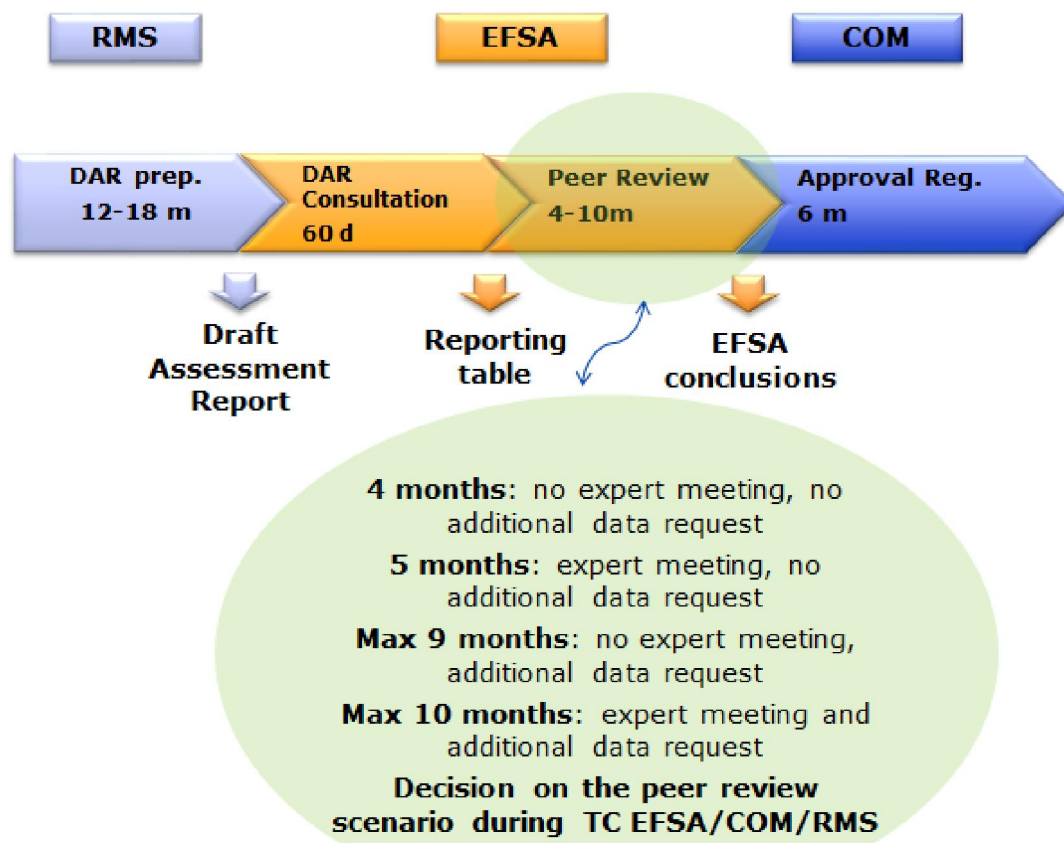 RMS
EFSA
COM
DAR prep.
12-18 m
DAR
Consultation
60 d
Peer Review
4-10m
Approval Reg.
6 m
Draft
Assessment
Report
Reporting
table
EFSA
conclusions
4 months: no expert meeting, no
additional data request
5 months: expert meeting, no
additional data request
Max 9 months: no expert meeting,
additional data request
Max 10 months: expert meeting and
additional data request
Decision on the peer review
scenario during TC EFSA/COM/RMS